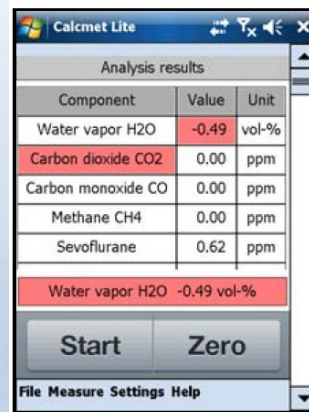 Calcmet Lite
Analysis results
Component Value Unit
Water vapor H2O -0.49 vol-%
Carbon dioxide CO2 0.00 ppm
Carbon monoxide CO 0.00 ppm
Methane CH4 0.00 ppm
Sevoflurane 0.62 ppm
Water vapor H2O -0.49 vol-%
Start Zero
File Measure Settings Help